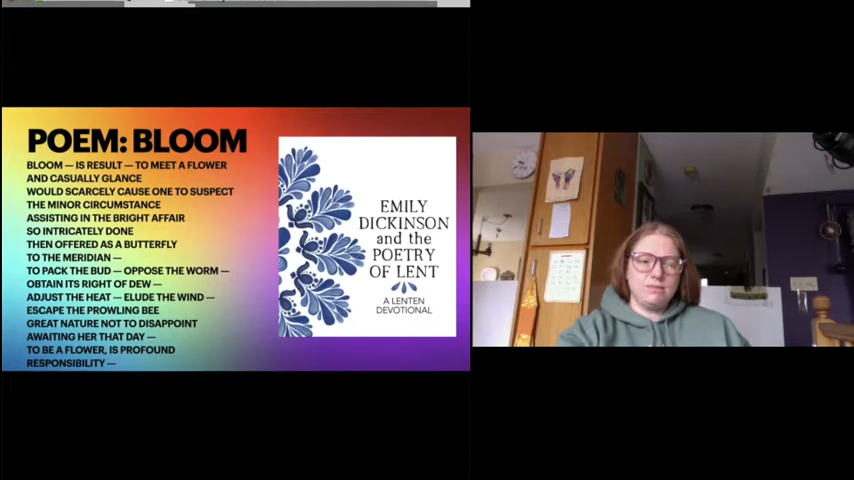 POEM: BLOOM
BLOOM — IS RESULT — TO MEET A FLOWER
AND CASUALLY GLANCE
WOULD SCARCELY CAUSE ONE TO SUSPECT
THE MINOR CIRCUMSTANCE
ASSISTING IN THE BRIGHT AFFAIR
SO INTRICATELY DONE
THEN OFFERED AS A BUTTERFLY
TO THE MERIDIAN —
TO PACK THE BUD — OPPOSE THE WORM —
OBTAIN ITS RIGHT OF DEW —
ADJUST THE HEAT — ELUDE THE WIND —
ESCAPE THE PROWLING BEE
GREAT NATURE NOT TO DISAPPOINT
AWAITING HER THAT DAY —
TO BE A FLOWER, IS PROFOUND
RESPONSIBILITY —
EMILY
DICKINSON
and the
POETRY
OF LENT
A LENTEN
DEVOTIONAL